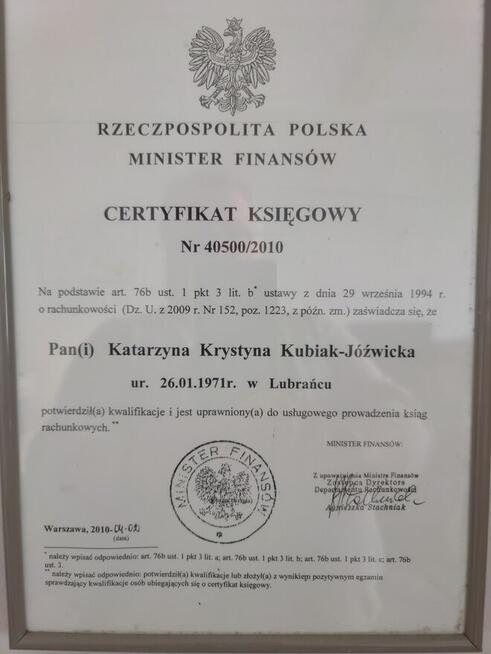 RZECZPOSPOLITA POLSKA
MINISTER FINANSÓW
CERTYFIKAT KSIĘGOWY
Nr 40500/2010
Na podstawie art. 76b ust. 1 pkt 3 lit. b* ustawy z dnia 29 września 1994 r.
o rachunkowości (Dz. U. z 2009 r. Nr 152, poz. 1223, z późn. zm.) zaświadcza się, że
Pan(i) Katarzyna Krystyna Kubiak-Jóźwicka
ur. 26.01.1971r. w Lubrańcu
potwierdził(a) kwalifikacje i jest uprawniony(a) do usługowego prowadzenia ksiąg
rachunkowych.**
MINISTER FINANSÓW:
MINISTER FINANSÓW
Z upoważnienia Ministra Finansów
Zastępca Dyrektora
Departamentu Rachunkowości
Agnieszka Stachniak
Warszawa, 2010-
(data)
* należy wpisać odpowiednio: art. 76b ust. 1 pkt 3 lit. a; art. 76b ust. 1 pkt 3 lit. b; art. 76b ust. 1 pkt 3 lit. c; art. 76b
ust. 3.
** należy wpisać odpowiednio: potwierdził(a) kwalifikacje lub złożył(a) z wynikiem pozytywnym egzamin
sprawdzający kwalifikacje osób ubiegających się o certyfikat księgowy.